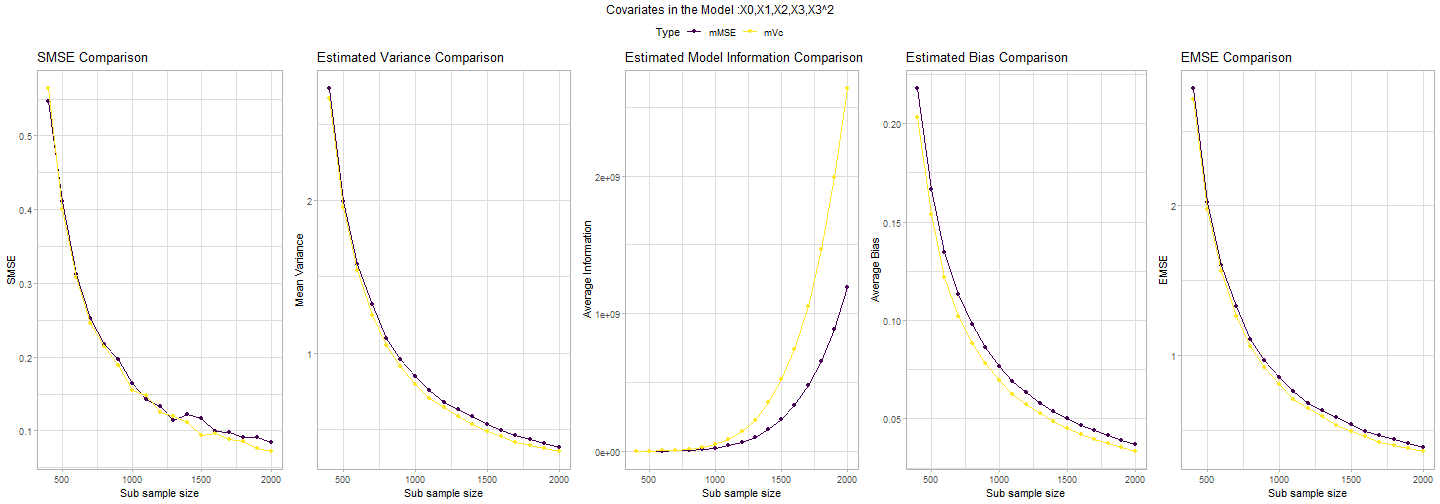 Covariates in the Model :X0,X1,X2,X3,X3^2
Type mMSE mVc
SMSE Comparison
SMSE
0.5
0.4
0.3
0.2
0.1
500 1000 1500 2000
Sub sample size
Estimated Variance Comparison
Mean Variance
2
1
500 1000 1500 2000
Sub sample size
Estimated Model Information Comparison
Average Information
2e+09
1e+09
0e+00
500 1000 1500 2000
Sub sample size
Estimated Bias Comparison
Average Bias
0.20
0.15
0.10
0.05
500 1000 1500 2000
Sub sample size
EMSE Comparison
EMSE
2
1
500 1000 1500 2000
Sub sample size